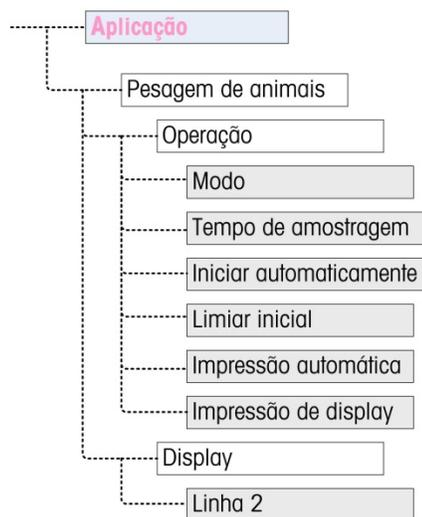 Aplicação
Pesagem de animais
Operação
Modo
Tempo de amostragem
Iniciar automaticamente
Limiar inicial
Impressão automática
Impressão de display
Display
Linha 2